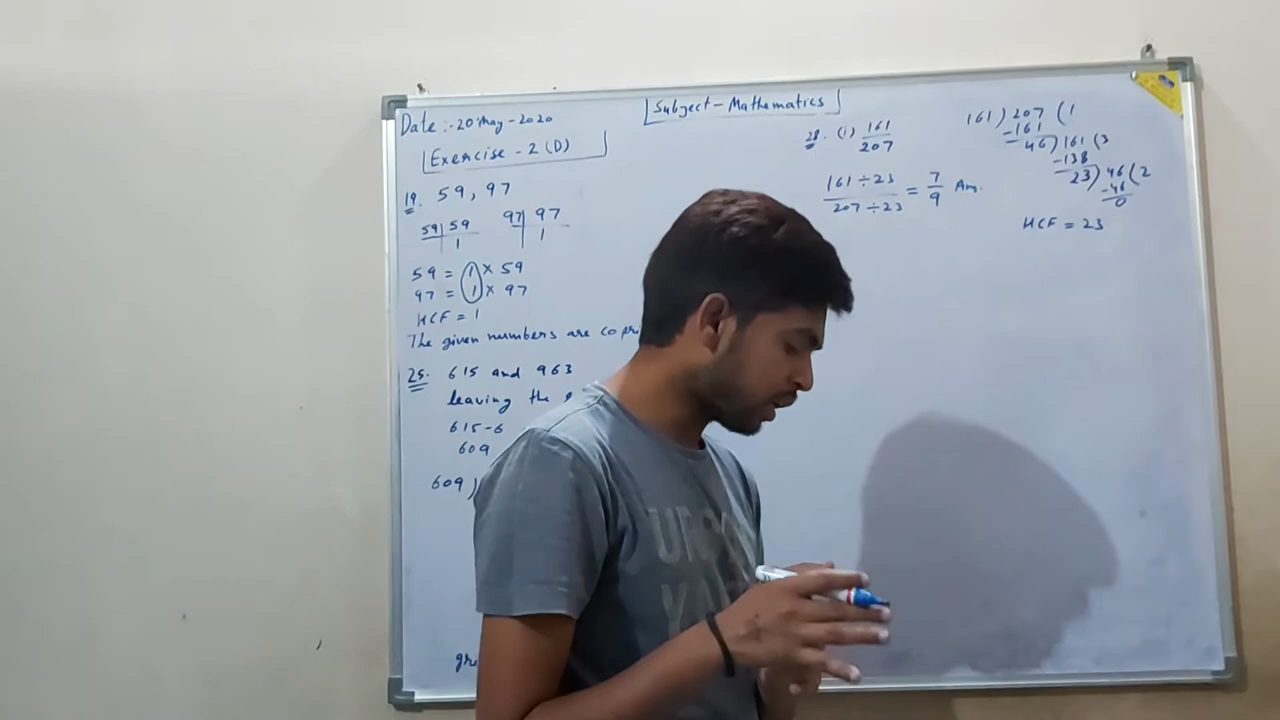 Subject-Mathematics
Date:-20 May-2020
Exercise-2(D)
19. 59, 97
59 | 59
1
97 | 97
1
59 = 1 × 59
97 = 1 × 97
HCF = 1
The given numbers are
25. 615 and 963
leaving the
615-6
609
609)
28. (i) 161/207
161÷23/207÷23 = 7/9 Ans.
161)207(1
-161
46)161(3
-138
23)46(2
-46
0
HCF = 23